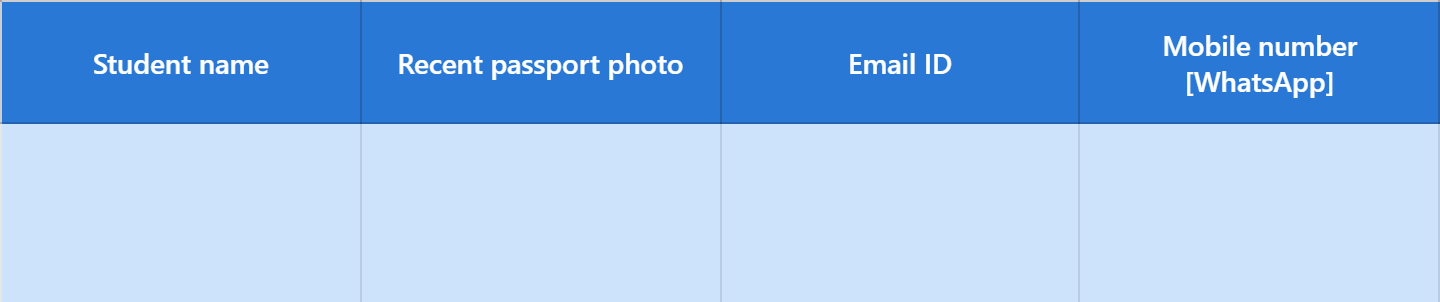 Student name
Recent passport photo
Email ID
Mobile number
[WhatsApp]